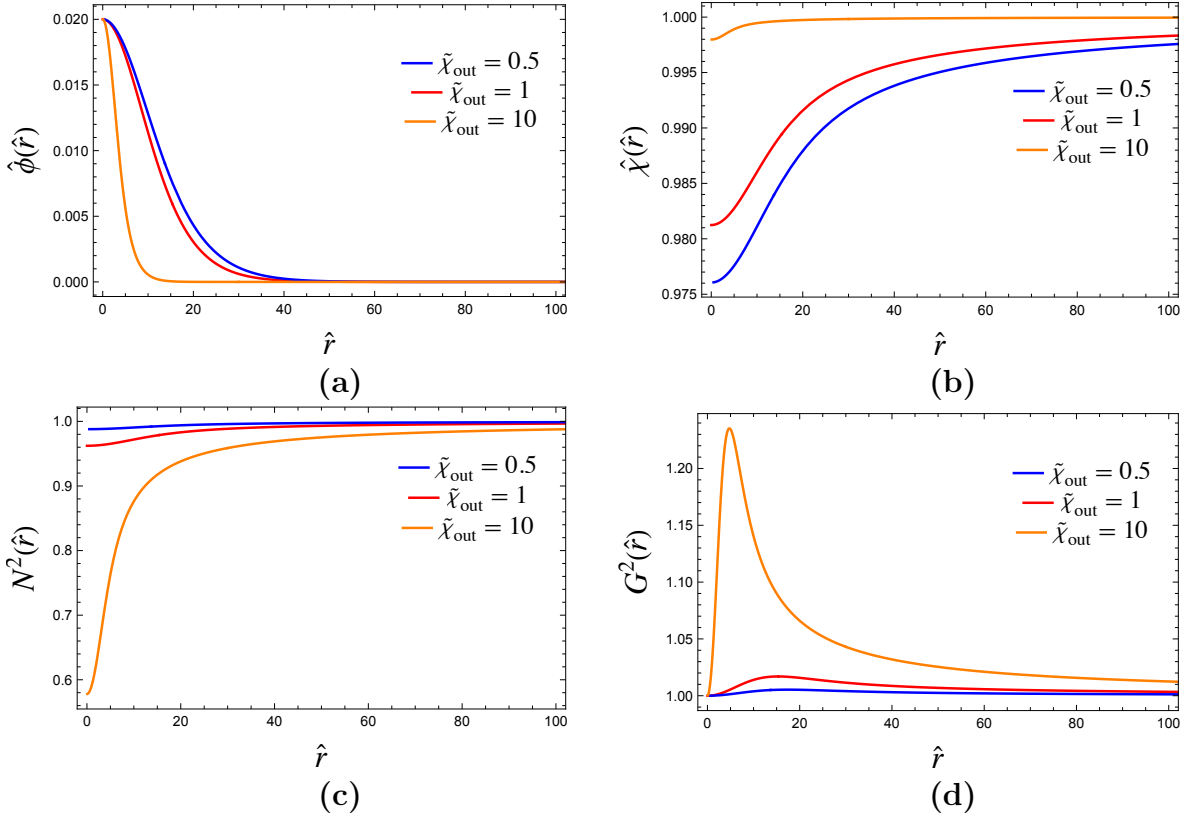 0.020
0.015
0.010
0.005
0.000
0 20 40 60 80 100
ϕ̂(r̂)
χ̃out = 0.5
χ̃out = 1
χ̃out = 10
r̂
(a)
1.000
0.995
0.990
0.985
0.980
0.975
0 20 40 60 80 100
χ̂(r̂)
χ̃out = 0.5
χ̃out = 1
χ̃out = 10
r̂
(b)
1.0
0.9
0.8
0.7
0.6
0 20 40 60 80 100
N²(r̂)
χ̃out = 0.5
χ̃out = 1
χ̃out = 10
r̂
(c)
1.20
1.15
1.10
1.05
1.00
0 20 40 60 80 100
G²(r̂)
χ̃out = 0.5
χ̃out = 1
χ̃out = 10
r̂
(d)